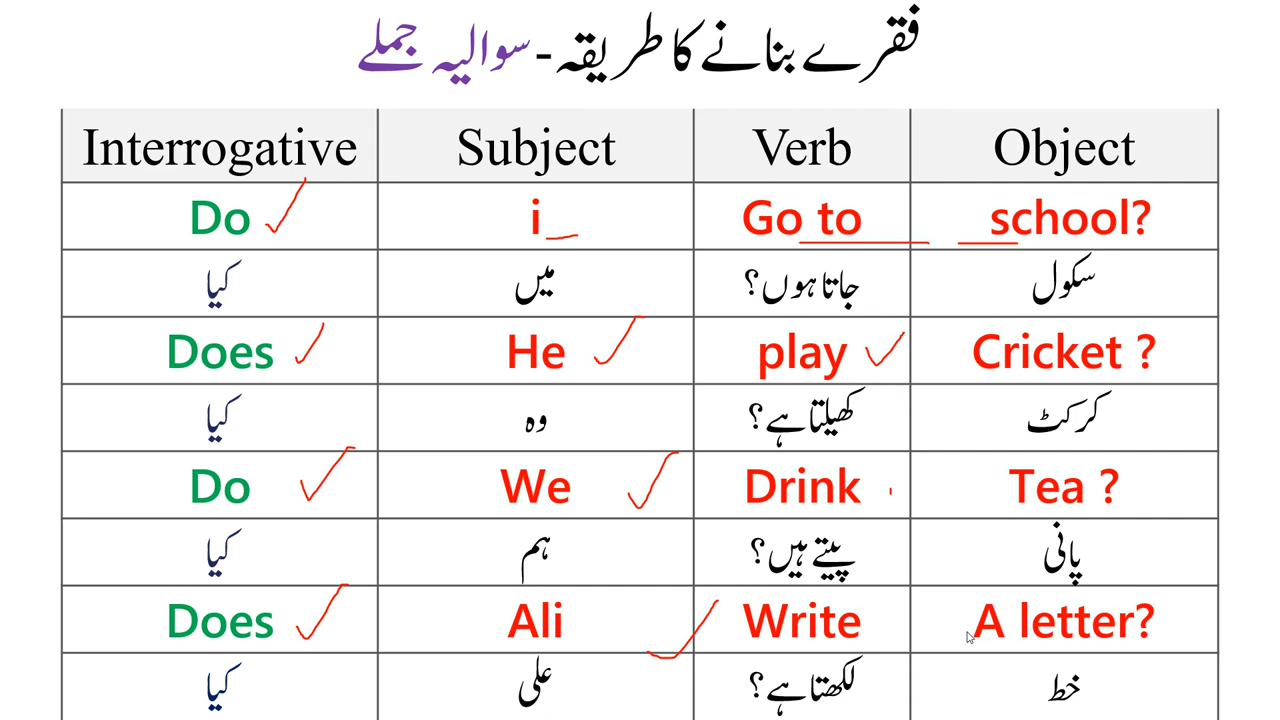 فقرے بنانے کا طریقہ - سوالیہ جملے
Interrogative Subject Verb Object
Do i Go to school?
کیا میں جاتا ہوں؟ سکول
Does He play Cricket ?
کیا وہ کھیلتا ہے؟ کرکٹ
Do We Drink Tea ?
کیا ہم پیتے ہیں؟ پانی
Does Ali Write A letter?
کیا علی لکھتا ہے؟ خط